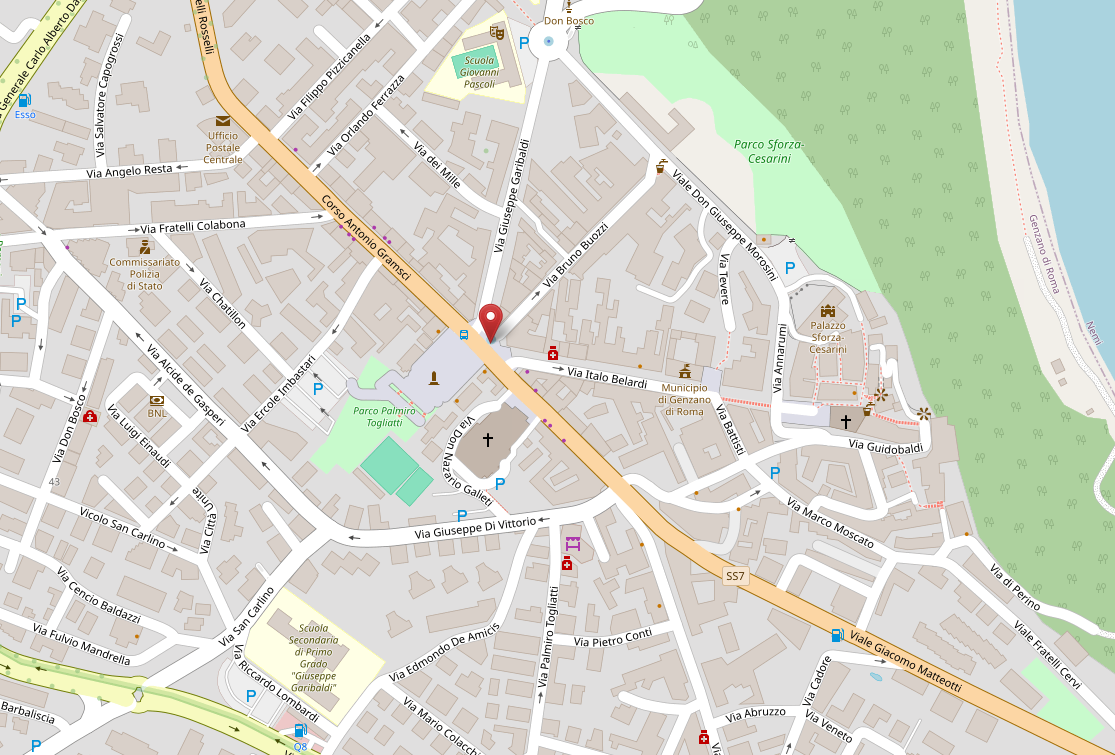 Don Bosco
P
elli Rosselli
Generale Carlo Alberto Da
Via Salvatore Capogrossi
Esso
Via Filippo Pizzicanella
Scuola
Giovanni
Pascoli
Ufficio
Postale
Centrale
Via Orlando Ferrazza
Via dei Mille
Via Giuseppe Garibaldi
Parco Sforza-
Cesarini
Via Angelo Resta
Viale Don Giuseppe Morosini
Genzano di Roma
Nemi
Via Fratelli Colabona
Corso Antonio Gramsci
Via Bruno Buozzi
Commissariato
Polizia
di Stato
Via Tevere
P
P
P
Via Chatillon
Palazzo
Sforza-
Cesarini
Via Alcide de Gasperi
Via Ercole Imbastari
P
Via Italo Belardi
Via Annarumi
Municipio
di Genzano
di Roma
Parco Palmiro
Togliatti
BNL
Via Don Bosco
Via Luigi Einaudi
Via Don Nazario Galleti
Via Battisti
Via Guidobaldi
43
P
P
P
Via Città Unite
Vicolo San Carlino
Via Giuseppe Di Vittorio
Via Marco Moscato
SS7
Via Cencio Baldazzi
Via di Perino
Via San Carlino
Via Palmiro Togliatti
Via Pietro Conti
Via Fulvio Mandrella
Scuola
Secondaria
di Primo
Grado
"Giuseppe
Garibaldi"
Via Edmondo De Amicis
Viale Giacomo Matteotti
Viale Fratelli Cervi
Via Riccardo Lombardi
Via Cadore
P
Barbaliscia
P
Q8
Via Mario Colacch
Via Abruzzo
Via Veneto
Via